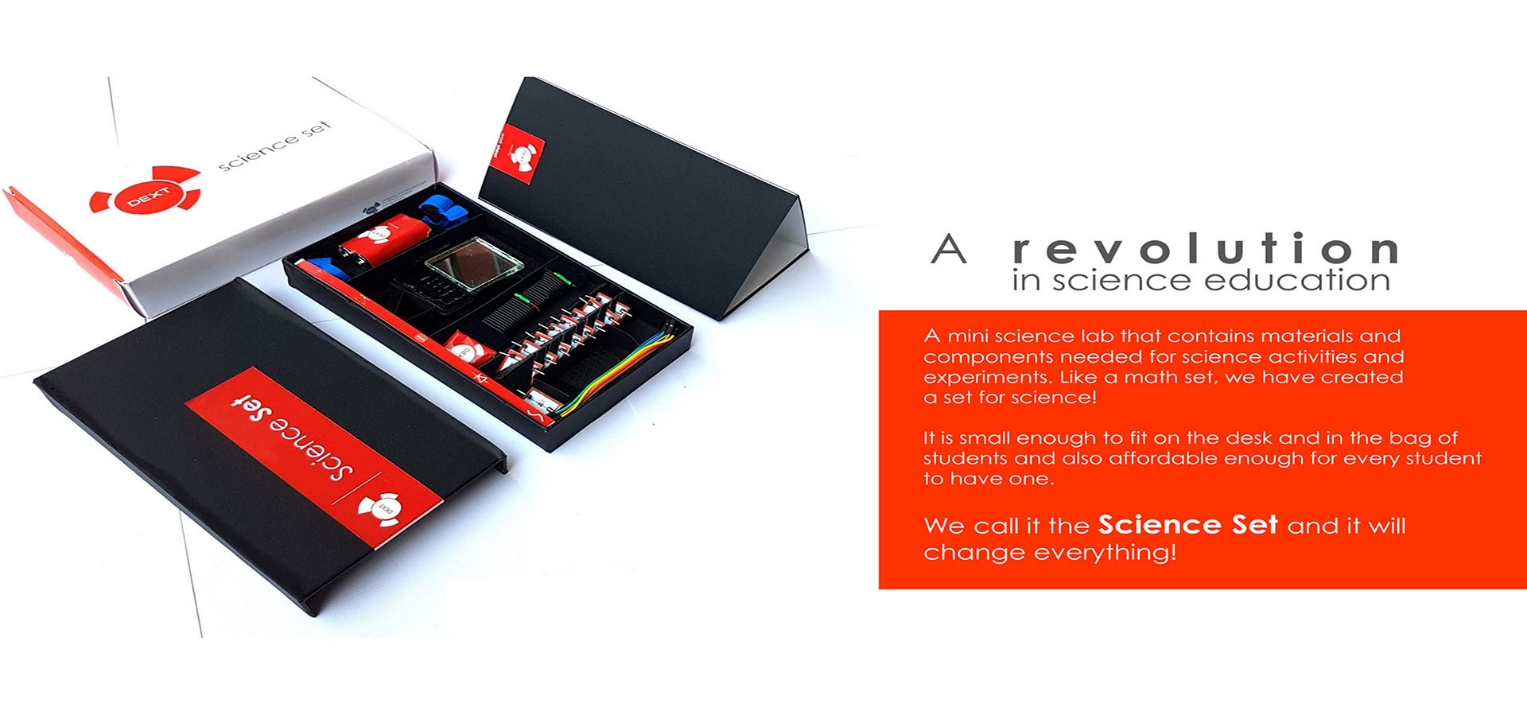 science set
DEXT
Science Set
DEXT
A revolution
in science education
A mini science lab that contains materials and
components needed for science activities and
experiments. Like a math set, we have created
a set for science!
It is small enough to fit on the desk and in the bag of
students and also affordable enough for every student
to have one.
We call it the Science Set and it will
change everything!